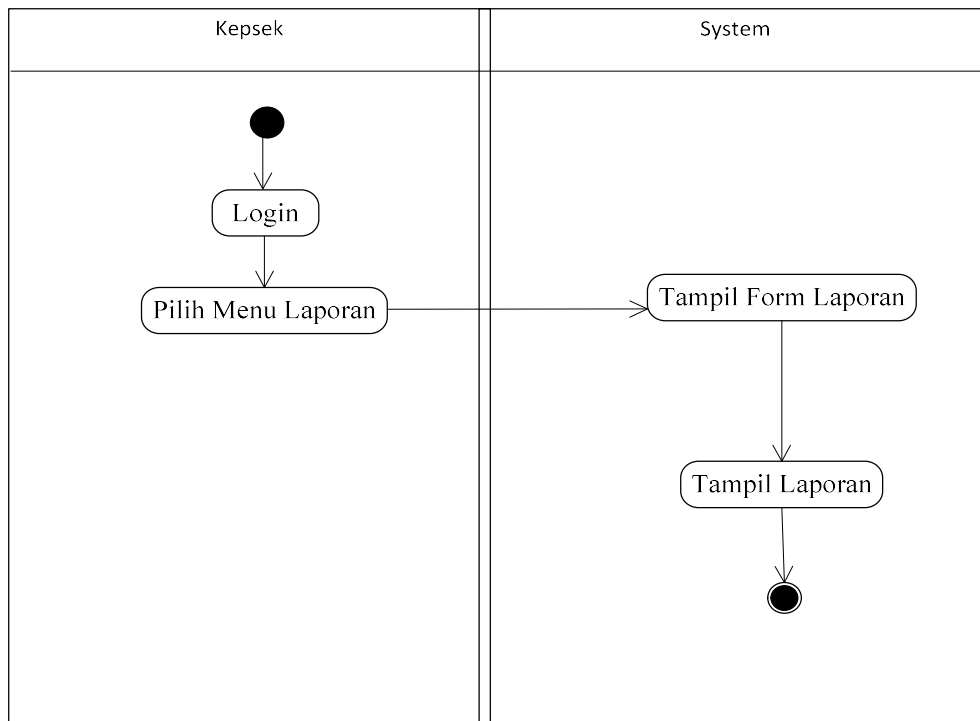 Kepsek
System
Login
Pilih Menu Laporan
Tampil Form Laporan
Tampil Laporan